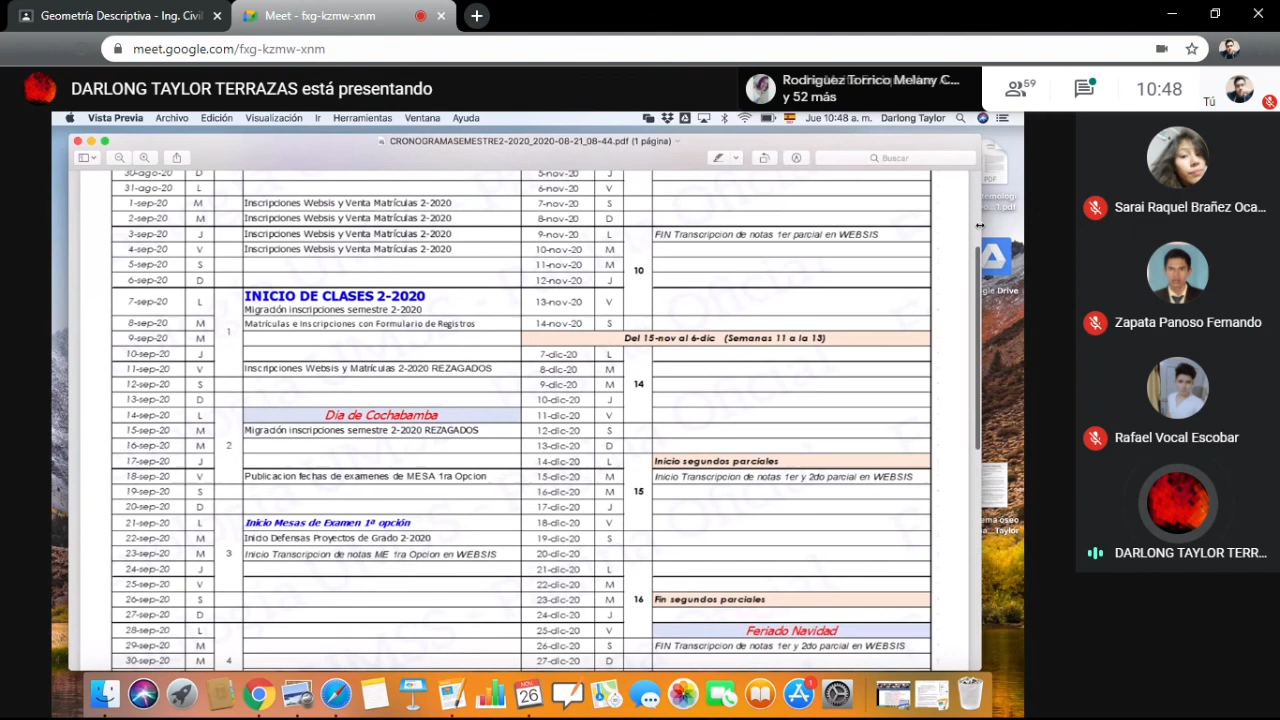 Geometría Descriptiva - Ing. Civil
Meet - fxg-kzmw-xnm
meet.google.com/fxg-kzmw-xnm
DARLONG TAYLOR TERRAZAS está presentando
Rodriguez Torrico Melany C...
y 52 más
59
10:48
Tú
Vista Previa Archivo Edición Visualización Ir Herramientas Ventana Ayuda
Jue 10:48 a. m. Darlong Taylor
CRONOGRAMASEMESTRE2-2020_2020-08-21_08-44.pdf (1 página)
Buscar
30-ago-20 D 5-nov-20 J
31-ago-20 L 6-nov-20 V
1-sep-20 M Inscripciones Websis y Venta Matrículas 2-2020 7-nov-20 S
2-sep-20 M Inscripciones Websis y Venta Matrículas 2-2020 8-nov-20 D
3-sep-20 J Inscripciones Websis y Venta Matrículas 2-2020 9-nov-20 L FIN Transcripcion de notas 1er parcial en WEBSIS
4-sep-20 V Inscripciones Websis y Venta Matrículas 2-2020 10-nov-20 M
5-sep-20 S 11-nov-20 M 10
6-sep-20 D 12-nov-20 J
7-sep-20 L INICIO DE CLASES 2-2020 13-nov-20 V
Migración inscripciones semestre 2-2020
8-sep-20 M Matrículas e Inscripciones con Formulario de Registros 14-nov-20 S
9-sep-20 M 1 Del 15-nov al 6-dic (Semanas 11 a la 13)
10-sep-20 J 7-dic-20 L
11-sep-20 V Inscripciones Websis y Matrículas 2-2020 REZAGADOS 8-dic-20 M
12-sep-20 S 9-dic-20 M 14
13-sep-20 D 10-dic-20 J
14-sep-20 L Día de Cochabamba 11-dic-20 V
15-sep-20 M Migración inscripciones semestre 2-2020 REZAGADOS 12-dic-20 S
16-sep-20 M 2 13-dic-20 D
17-sep-20 J 14-dic-20 L Inicio segundos parciales
18-sep-20 V Publicacion fechas de examenes de MESA 1ra Opcion 15-dic-20 M Inicio Transcripcion de notas 1er y 2do parcial en WEBSIS
19-sep-20 S 16-dic-20 M 15
20-sep-20 D 17-dic-20 J
21-sep-20 L Inicio Mesas de Examen 1ª opción 18-dic-20 V
22-sep-20 M Inicio Defensas Proyectos de Grado 2-2020 19-dic-20 S
23-sep-20 M 3 Inicio Transcripcion de notas ME 1ra Opcion en WEBSIS 20-dic-20
24-sep-20 J 21-dic-20 L
25-sep-20 V 22-dic-20 M
26-sep-20 S 23-dic-20 M 16 Fin segundos parciales
27-sep-20 D 24-dic-20 J
28-sep-20 L 25-dic-20 V Feriado Navidad
29-sep-20 M 26-dic-20 S FIN Transcripcion de notas 1er y 2do parcial en WEBSIS
30-sep-20 M 4 27-dic-20 D
PDF
Sarai Raquel Brañez Oca...
Zapata Panoso Fernando
Rafael Vocal Escobar
DARLONG TAYLOR TERR...
NOV
26
1